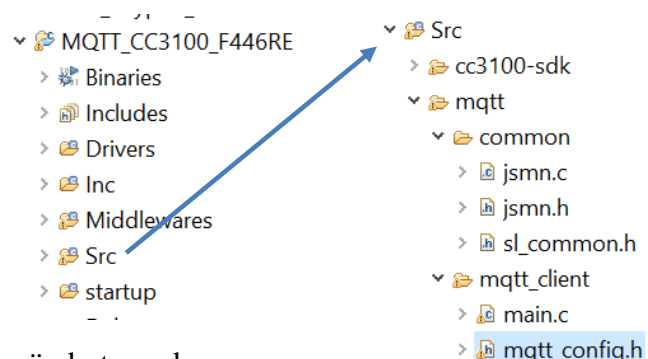 MQTT_CC3100_F446RE
Binaries
Includes
Drivers
Inc
Middlewares
Src
startup
Src
cc3100-sdk
mqtt
common
jsmn.c
jsmn.h
sl_common.h
mqtt_client
main.c
mqtt_config.h